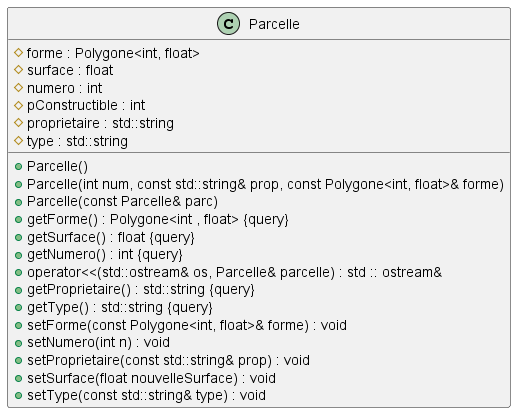 C Parcelle
forme : Polygone<int, float>
surface : float
numero : int
pConstructible : int
proprietaire : std::string
type : std::string
Parcelle()
Parcelle(int num, const std::string& prop, const Polygone<int, float>& forme)
Parcelle(const Parcelle& parc)
getForme() : Polygone<int , float> {query}
getSurface() : float {query}
getNumero() : int {query}
operator<<(std::ostream& os, Parcelle& parcelle) : std :: ostream&
getProprietaire() : std::string {query}
getType() : std::string {query}
setForme(const Polygone<int, float>& forme) : void
setNumero(int n) : void
setProprietaire(const std::string& prop) : void
setSurface(float nouvelleSurface) : void
setType(const std::string& type) : void